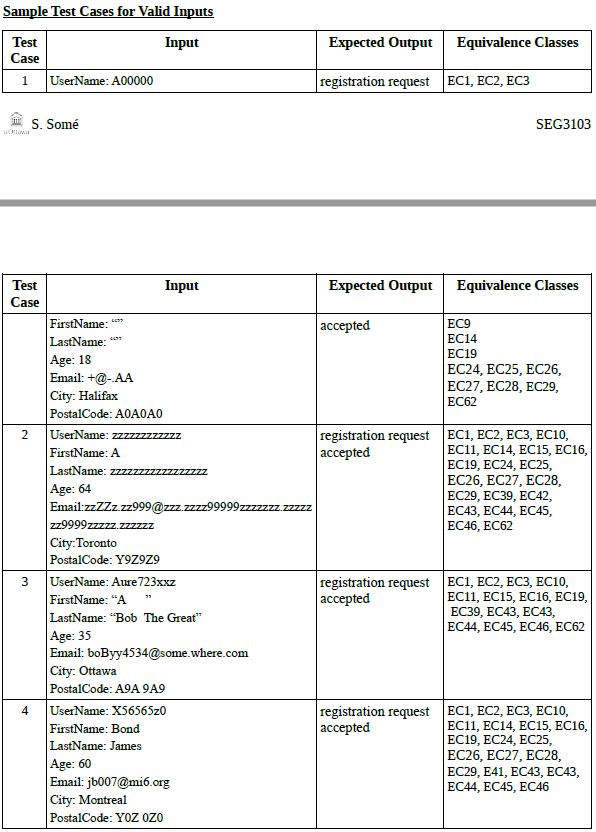 Sample Test Cases for Valid Inputs
Test Case Input Expected Output Equivalence Classes
1 UserName: A00000 registration request EC1, EC2, EC3
uOttawa S. Somé SEG3103
Test Case Input Expected Output Equivalence Classes
FirstName: “” accepted EC9
LastName: “” EC14
Age: 18 EC19
Email: +@-.AA EC24, EC25, EC26,
City: Halifax EC27, EC28, EC29,
PostalCode: A0A0A0 EC62
2 UserName: zzzzzzzzzzzz registration request EC1, EC2, EC3, EC10,
FirstName: A accepted EC11, EC14, EC15, EC16,
LastName: zzzzzzzzzzzzzzzzz EC19, EC24, EC25,
Age: 64 EC26, EC27, EC28,
Email:zzZZz.zz999@zzz.zzzz99999zzzzzzz.zzzzz EC29, EC39, EC42,
zz9999zzzzz.zzzzzz EC43, EC44, EC45,
City:Toronto EC46, EC62
PostalCode: Y9Z9Z9
3 UserName: Aure723xxz registration request EC1, EC2, EC3, EC10,
FirstName: “A ” accepted EC11, EC15, EC16, EC19,
LastName: “Bob The Great” EC39, EC43, EC43,
Age: 35 EC44, EC45, EC46, EC62
Email: boByy4534@some.where.com
City: Ottawa
PostalCode: A9A 9A9
4 UserName: X56565z0 registration request EC1, EC2, EC3, EC10,
FirstName: Bond accepted EC11, EC14, EC15, EC16,
LastName: James EC19, EC24, EC25,
Age: 60 EC26, EC27, EC28,
Email: jb007@mi6.org EC29, E41, EC43, EC43,
City: Montreal EC44, EC45, EC46
PostalCode: Y0Z 0Z0